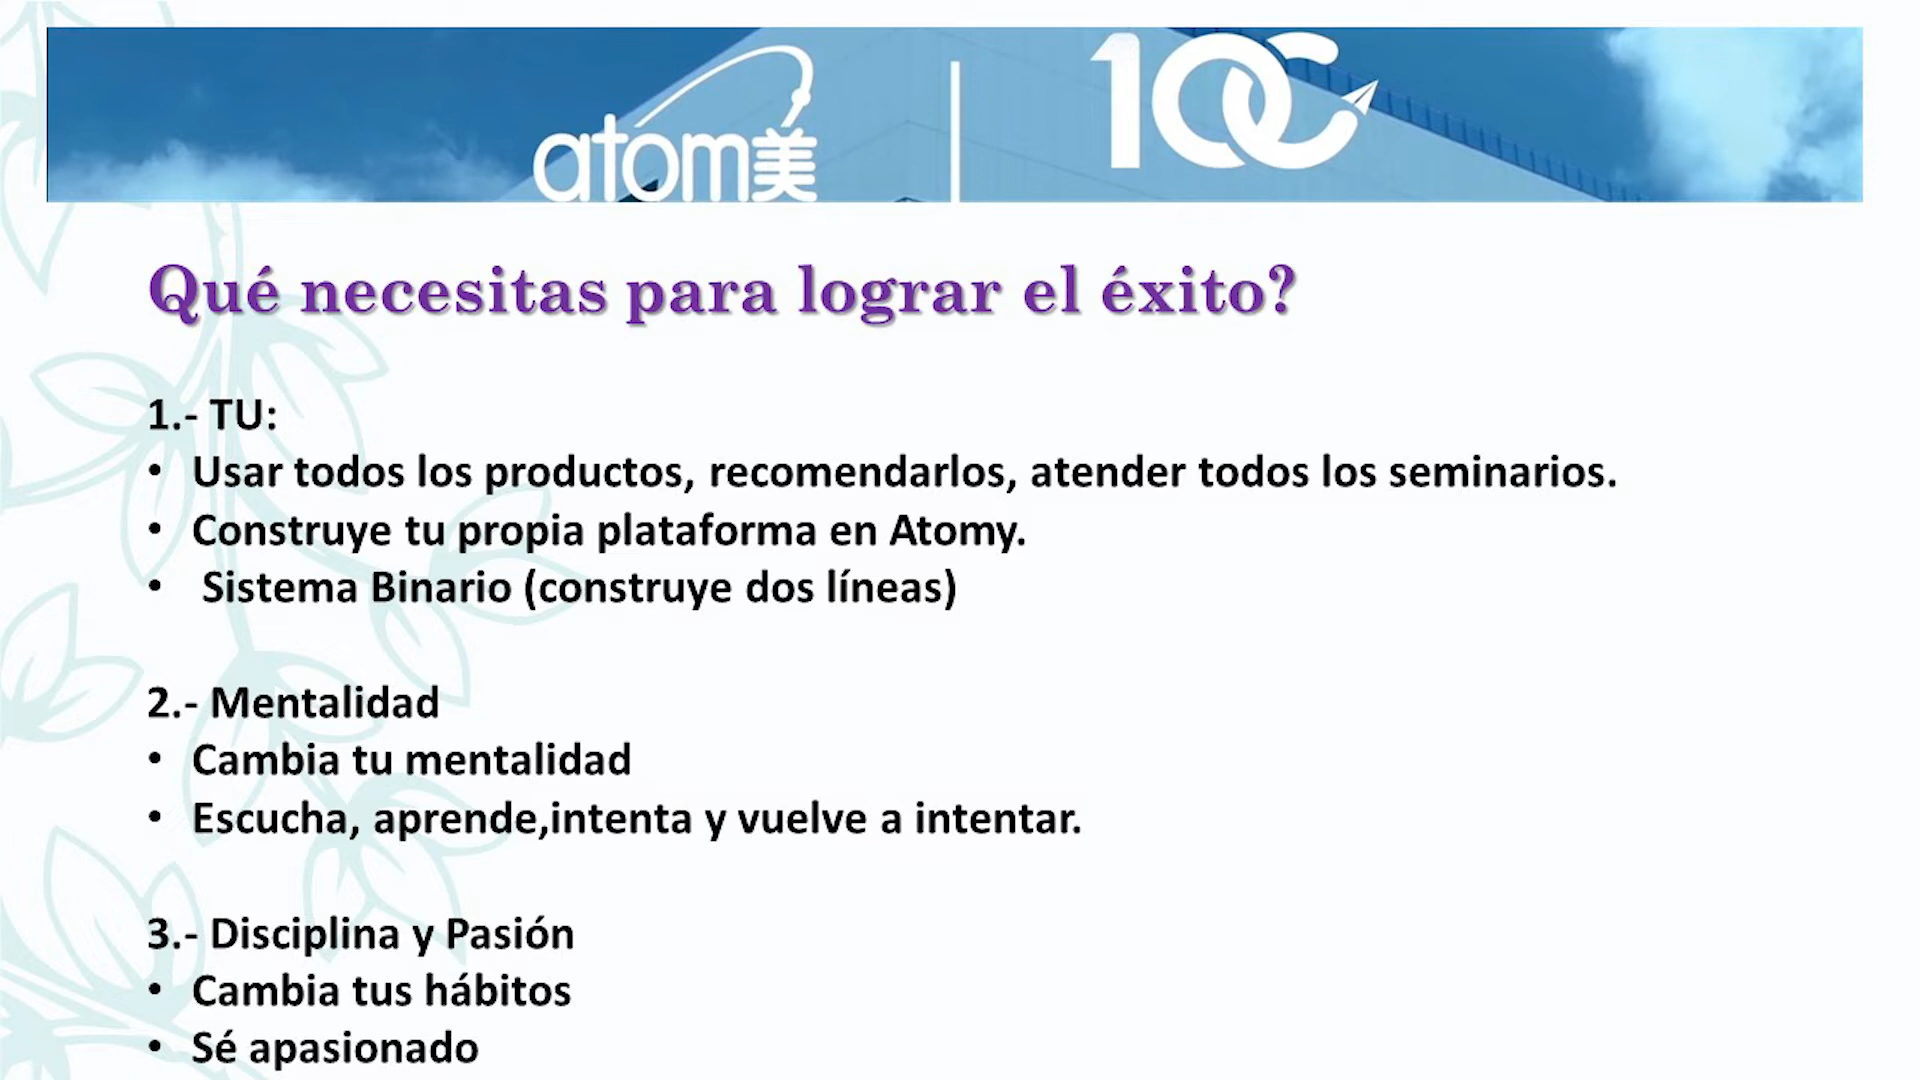 atom美
100
Qué necesitas para lograr el éxito?
1.- TU:
• Usar todos los productos, recomendarlos, atender todos los seminarios.
• Construye tu propia plataforma en Atomy.
• Sistema Binario (construye dos líneas)
2.- Mentalidad
• Cambia tu mentalidad
• Escucha, aprende,intenta y vuelve a intentar.
3.- Disciplina y Pasión
• Cambia tus hábitos
• Sé apasionado